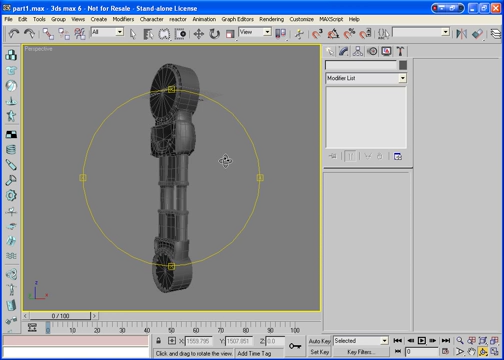 part1.max - 3ds max 6 - Not for Resale - Stand-alone License
File Edit Tools Group Views Create Modifiers Character reactor Animation Graph Editors Rendering Customize MAXScript Help
All View
Perspective
Modifier List
0 / 100
0 10 20 30 40 50 60 70 80 90 100
X: 1559.795 Y: 1507.851 Z: 0.0
Auto Key Selected
Click and drag to rotate the view. Add Time Tag Set Key Key Filters... 0